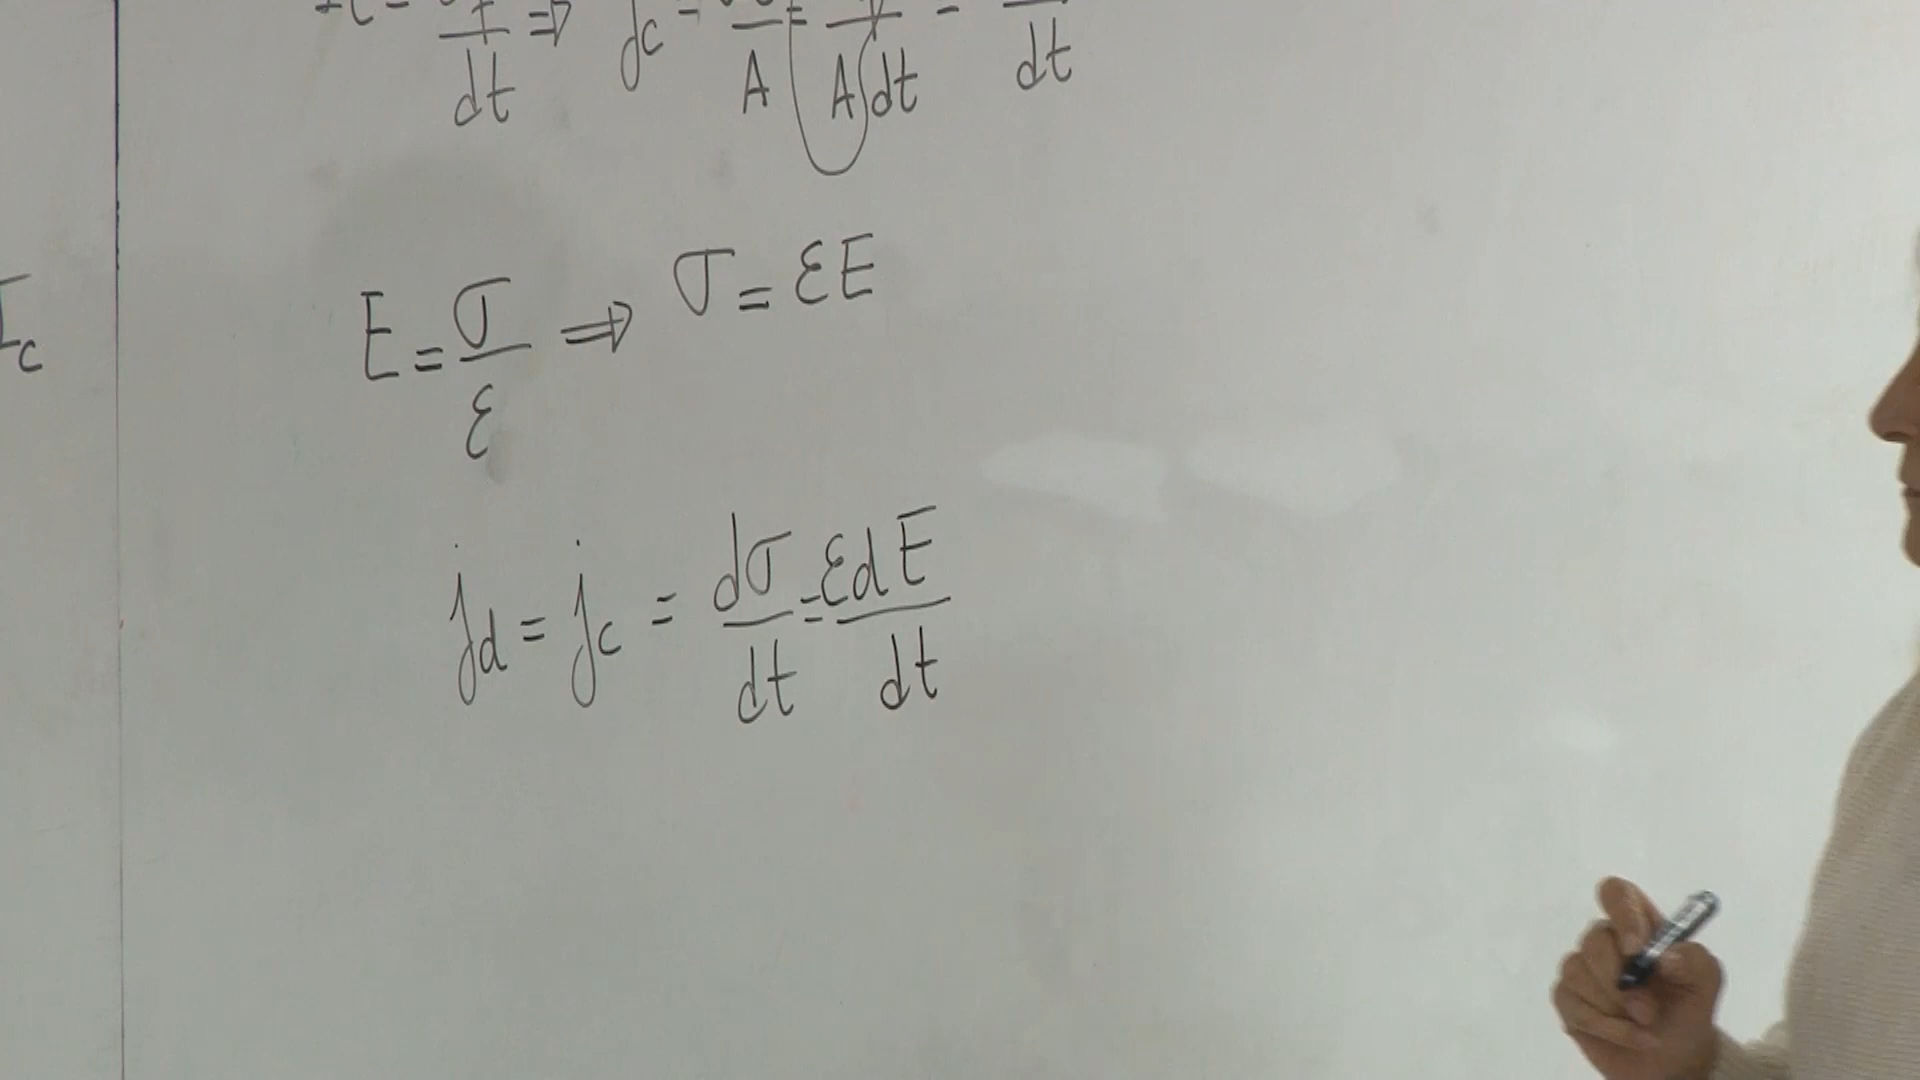 dt ⇒ jc = A = A dt = dt
Ic
E = σ/ε ⇒ σ = εE
jd = jc = dσ/dt = εdE/dt